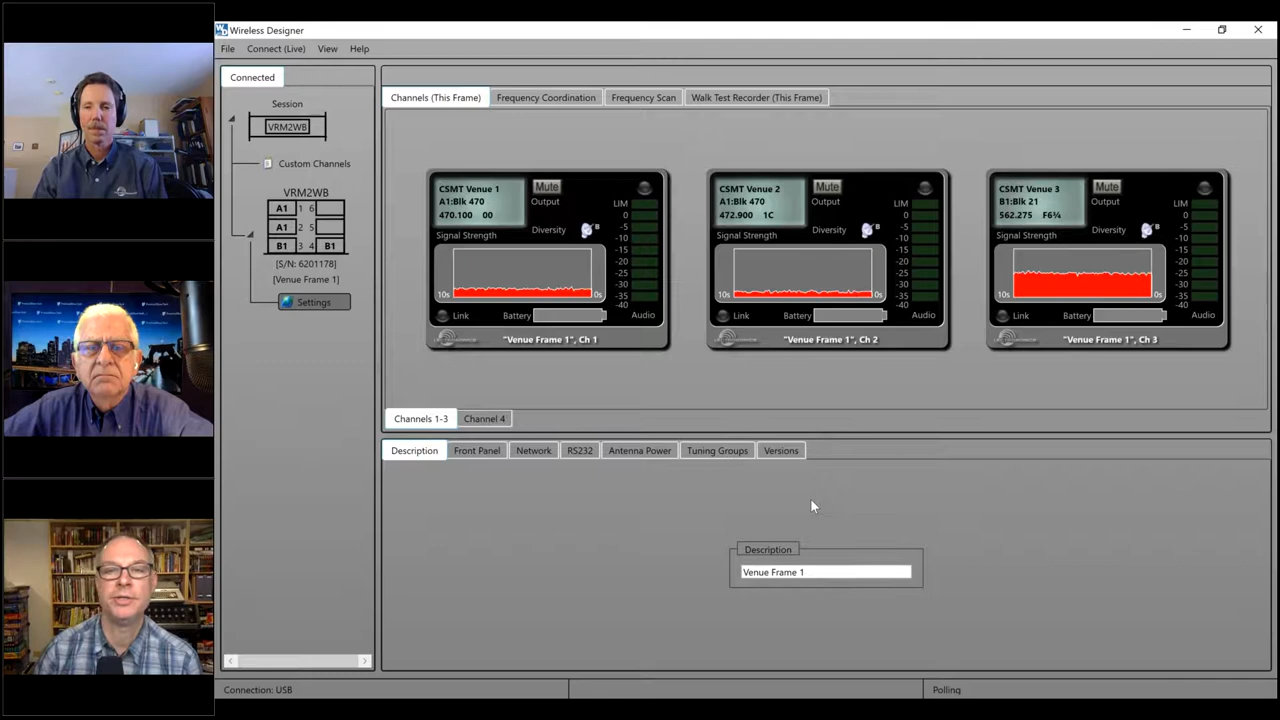 Wireless Designer
File Connect (Live) View Help
Connected
Session
VRM2WB
Custom Channels
VRM2WB
A1 1 6
A1 2 5
B1 3 4 B1
[S/N: 6201178]
[Venue Frame 1]
Settings
Channels (This Frame) Frequency Coordination Frequency Scan Walk Test Recorder (This Frame)
CSMT Venue 1
A1:Blk 470
470.100 00
Mute
Output
Diversity B
LIM
0
-5
-10
-15
-20
-25
-30
-35
-40
Signal Strength
10s 0s
Link Battery Audio
"Venue Frame 1", Ch 1
CSMT Venue 2
A1:Blk 470
472.900 1C
Mute
Output
Diversity B
LIM
0
-5
-10
-15
-20
-25
-30
-35
-40
Signal Strength
10s 0s
Link Battery Audio
"Venue Frame 1", Ch 2
CSMT Venue 3
B1:Blk 21
562.275 F6¼
Mute
Output
Diversity B
LIM
0
-5
-10
-15
-20
-25
-30
-35
-40
Signal Strength
10s 0s
Link Battery Audio
"Venue Frame 1", Ch 3
Channels 1-3 Channel 4
Description Front Panel Network RS232 Antenna Power Tuning Groups Versions
Description
Venue Frame 1
Connection: USB
Polling